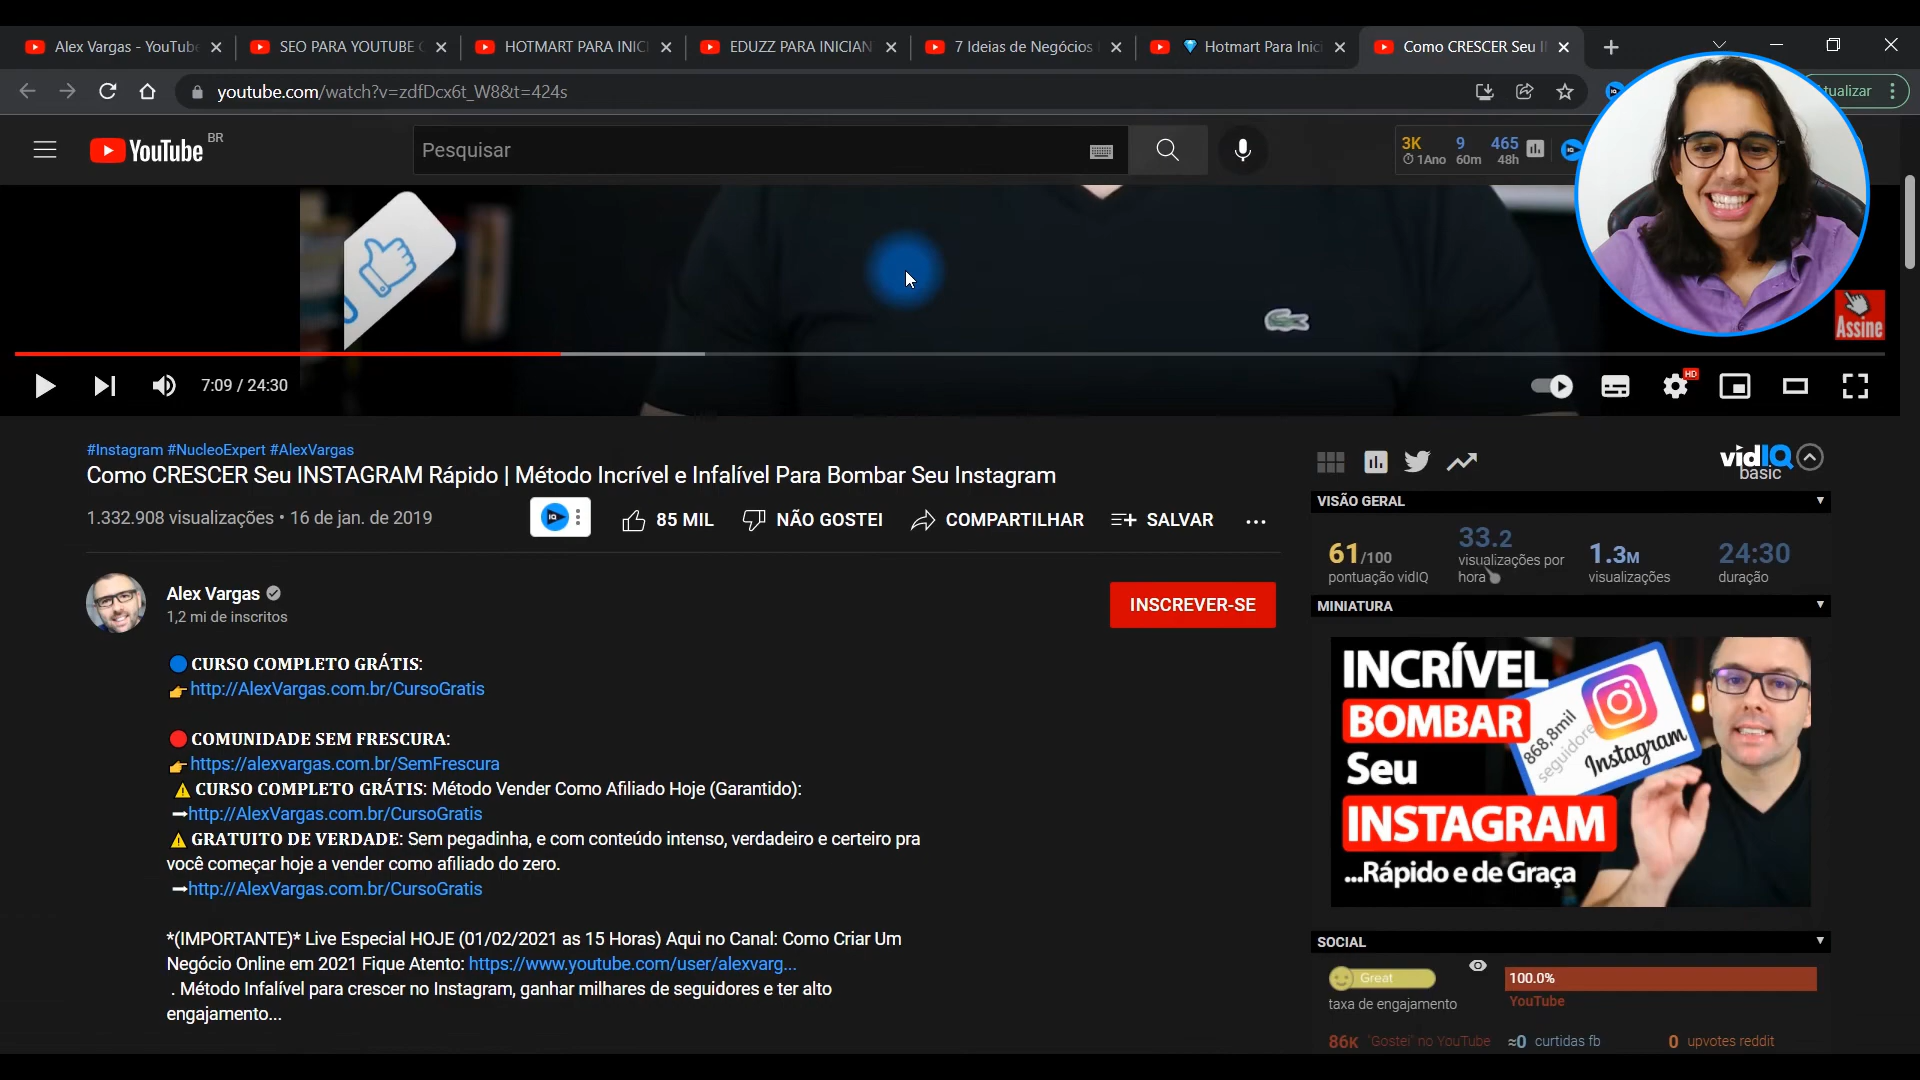 Alex Vargas - YouTube
SEO PARA YOUTUBE
HOTMART PARA INIC
EDUZZ PARA INICIAN
7 Ideias de Negócios
Hotmart Para Inic
Como CRESCER Seu I
youtube.com/watch?v=zdfDcx6t_W8&t=424s
tualizar
YouTube BR
Pesquisar
3K 9 465
1Ano 60m 48h
Assine
7:09 / 24:30
HD
#Instagram #NucleoExpert #AlexVargas
Como CRESCER Seu INSTAGRAM Rápido | Método Incrível e Infalível Para Bombar Seu Instagram
1.332.908 visualizações • 16 de jan. de 2019
IQ
85 MIL
NÃO GOSTEI
COMPARTILHAR
SALVAR
Alex Vargas
1,2 mi de inscritos
INSCREVER-SE
CURSO COMPLETO GRÁTIS:
http://AlexVargas.com.br/CursoGratis
COMUNIDADE SEM FRESCURA:
https://alexvargas.com.br/SemFrescura
CURSO COMPLETO GRÁTIS: Método Vender Como Afiliado Hoje (Garantido):
➡http://AlexVargas.com.br/CursoGratis
GRATUITO DE VERDADE: Sem pegadinha, e com conteúdo intenso, verdadeiro e certeiro pra
você começar hoje a vender como afiliado do zero.
➡http://AlexVargas.com.br/CursoGratis
*(IMPORTANTE)* Live Especial HOJE (01/02/2021 as 15 Horas) Aqui no Canal: Como Criar Um
Negócio Online em 2021 Fique Atento: https://www.youtube.com/user/alexvarg...
. Método Infalível para crescer no Instagram, ganhar milhares de seguidores e ter alto
engajamento...
vidIQ
basic
VISÃO GERAL
61/100
pontuação vidIQ
33.2
visualizações por
hora
1.3M
visualizações
24:30
duração
MINIATURA
INCRÍVEL
BOMBAR
Seu
INSTAGRAM
...Rápido e de Graça
868,8mil
seguidores
Instagram
SOCIAL
Great
taxa de engajamento
100.0%
YouTube
86K "Gostei" no YouTube
≈0 curtidas fb
0 upvotes reddit